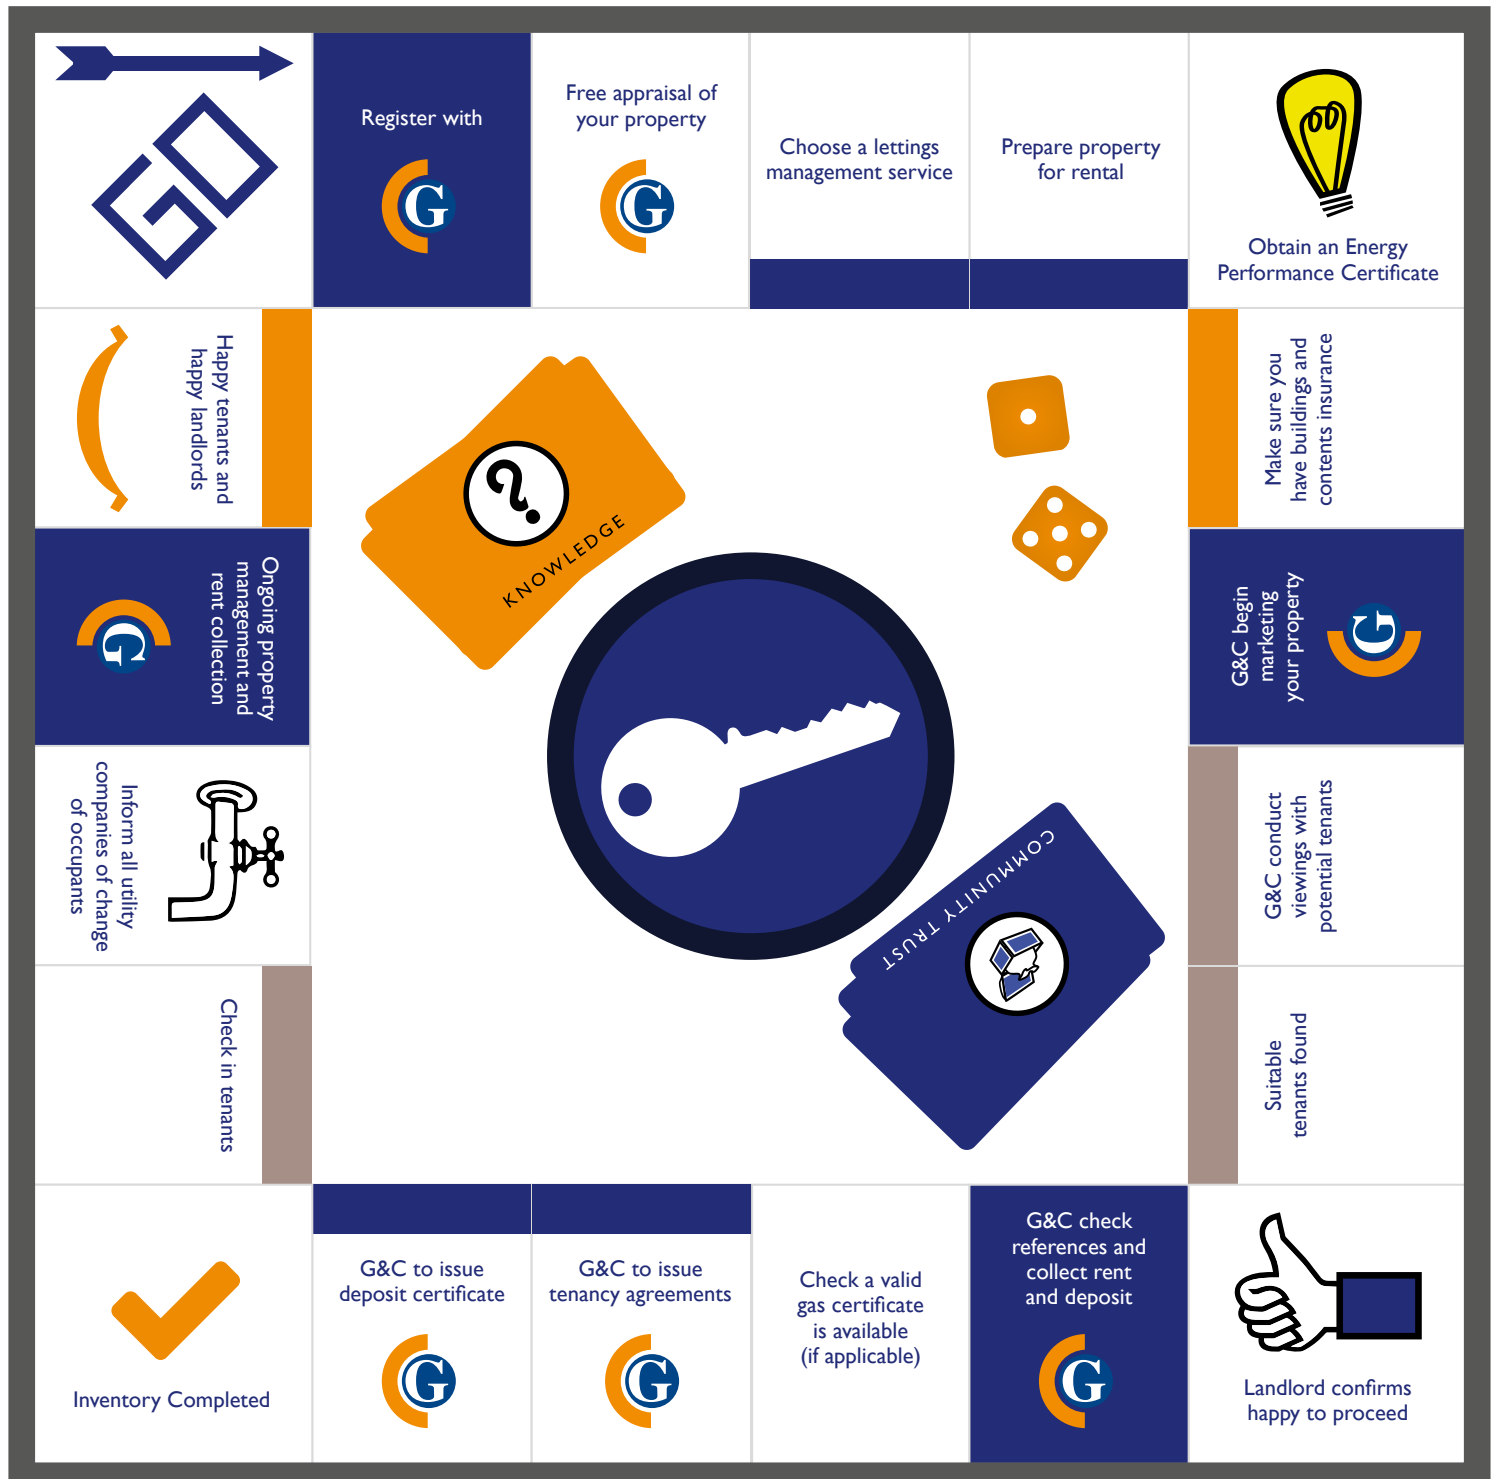 GO
Register with
G
Free appraisal of
your property
G
Choose a lettings
management service
Prepare property
for rental
Obtain an Energy
Performance Certificate
Make sure you
have buildings and
contents insurance
G&C begin
marketing
your property
G
G&C conduct
viewings with
potential tenants
Suitable
tenants found
Landlord confirms
happy to proceed
G&C check
references and
collect rent
and deposit
G
Check a valid
gas certificate
is available
(if applicable)
G&C to issue
tenancy agreements
G
G&C to issue
deposit certificate
G
Inventory Completed
Check in tenants
Inform all utility
companies of change
of occupants
Ongoing property
management and
rent collection
G
Happy tenants and
happy landlords
?
KNOWLEDGE
COMMUNITY TRUST